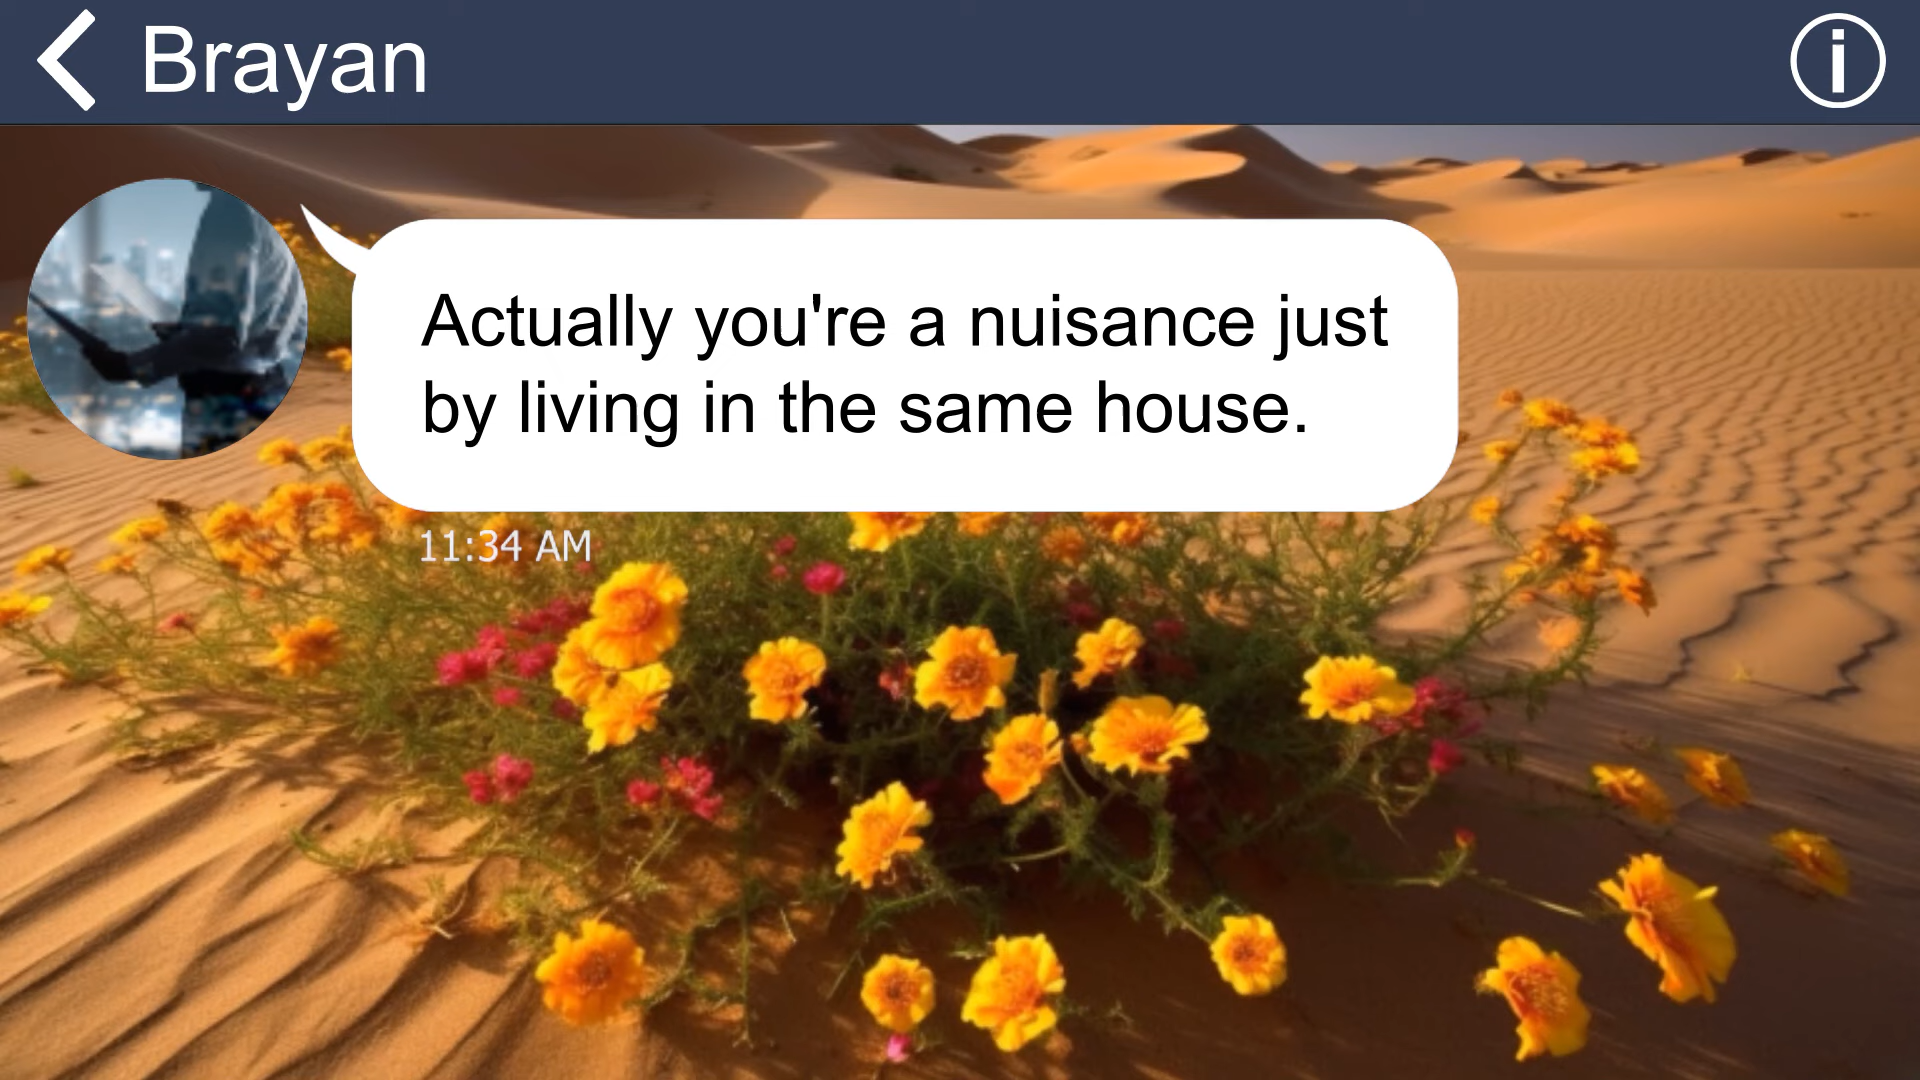 Brayan
Actually you're a nuisance just
by living in the same house.
11:34 AM